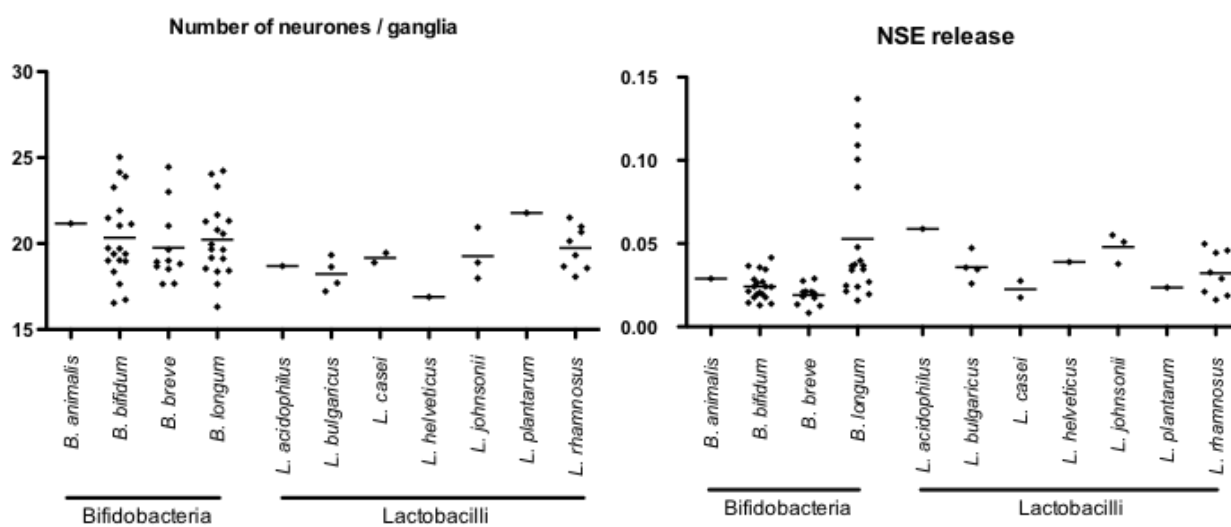 Number of neurones / ganglia
30
25
20
15
B. animalis
B. bifidum
B. breve
B. longum
L. acidophilus
L. bulgaricus
L. casei
L. helveticus
L. johnsonii
L. plantarum
L. rhamnosus
Bifidobacteria
Lactobacilli
NSE release
0.15
0.10
0.05
0.00
B. animalis
B. bifidum
B. breve
B. longum
L. acidophilus
L. bulgaricus
L. casei
L. helveticus
L. johnsonii
L. plantarum
L. rhamnosus
Bifidobacteria
Lactobacilli